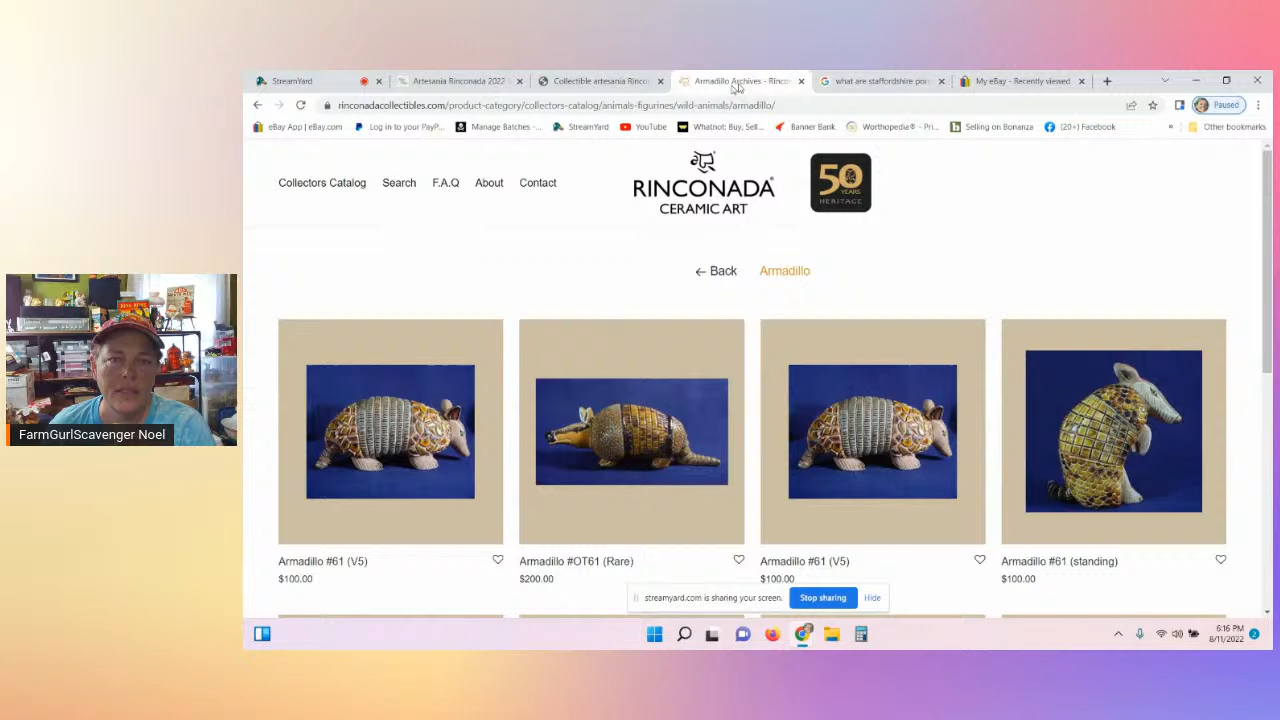 StreamYard
Artesania Rinconada 2022
Collectible artesania Rinco
Armadillo Archives - Rinco
what are staffordshire po
My eBay - Recently viewed
rinconadacollectibles.com/product-category/collectors-catalog/animals-figurines/wild-animals/armadillo/
Paused
eBay App | eBay.com
Log in to your PayP...
Manage Batches -...
StreamYard
YouTube
Whatnot: Buy, Sell...
Banner Bank
Worthopedia® - Pri...
Selling on Bonanza
(20+) Facebook
»
Other bookmarks
Collectors Catalog
Search
F.A.Q
About
Contact
RINCONADA®
CERAMIC ART
50
YEARS
HERITAGE
← Back
Armadillo
Armadillo #61 (V5)
$100.00
Armadillo #OT61 (Rare)
$200.00
Armadillo #61 (V5)
$100.00
Armadillo #61 (standing)
$100.00
streamyard.com is sharing your screen.
Stop sharing
Hide
FarmGurlScavenger Noel
6:16 PM
8/11/2022
2